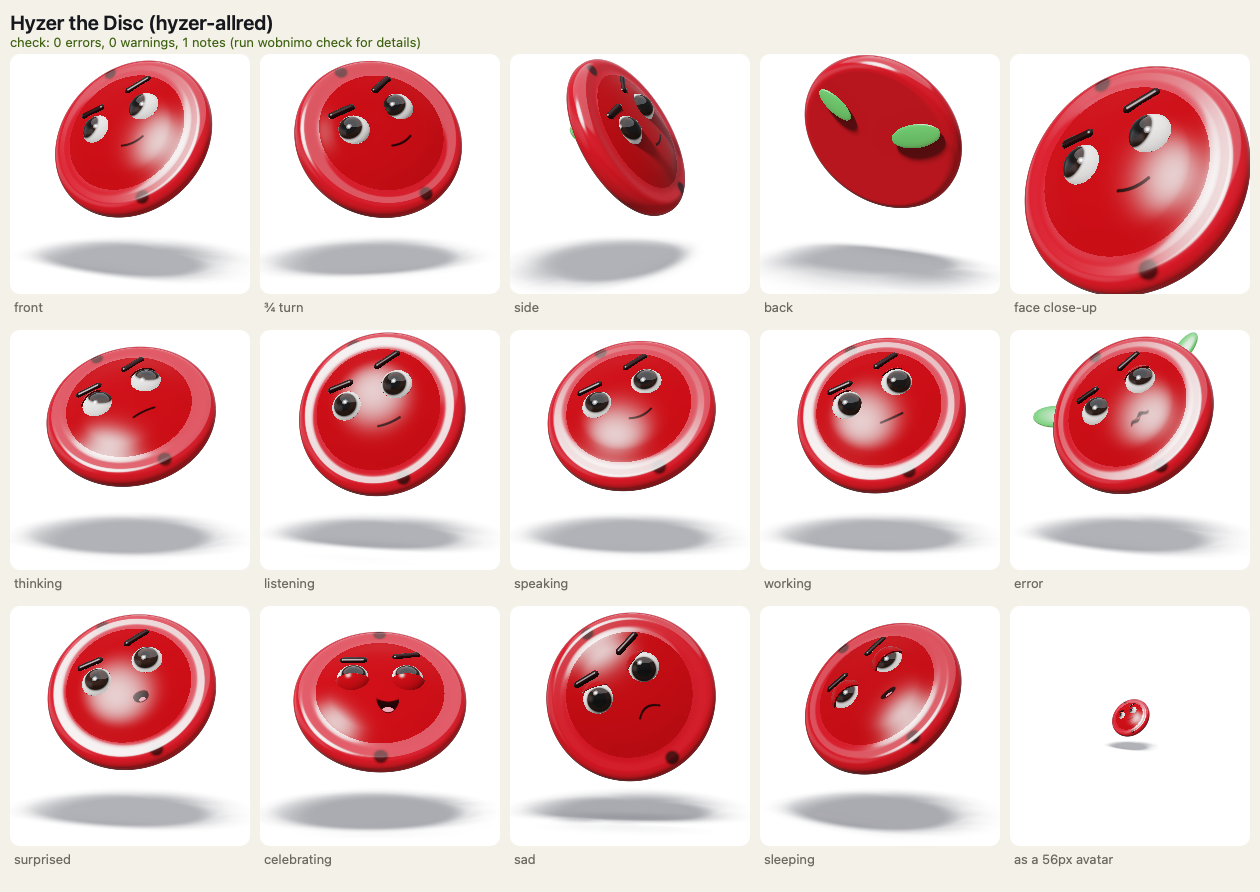 Hyzer the Disc (hyzer-allred)
check: 0 errors, 0 warnings, 1 notes (run wobnimo check for details)
front
¾ turn
side
back
face close-up
thinking
listening
speaking
working
error
surprised
celebrating
sad
sleeping
as a 56px avatar